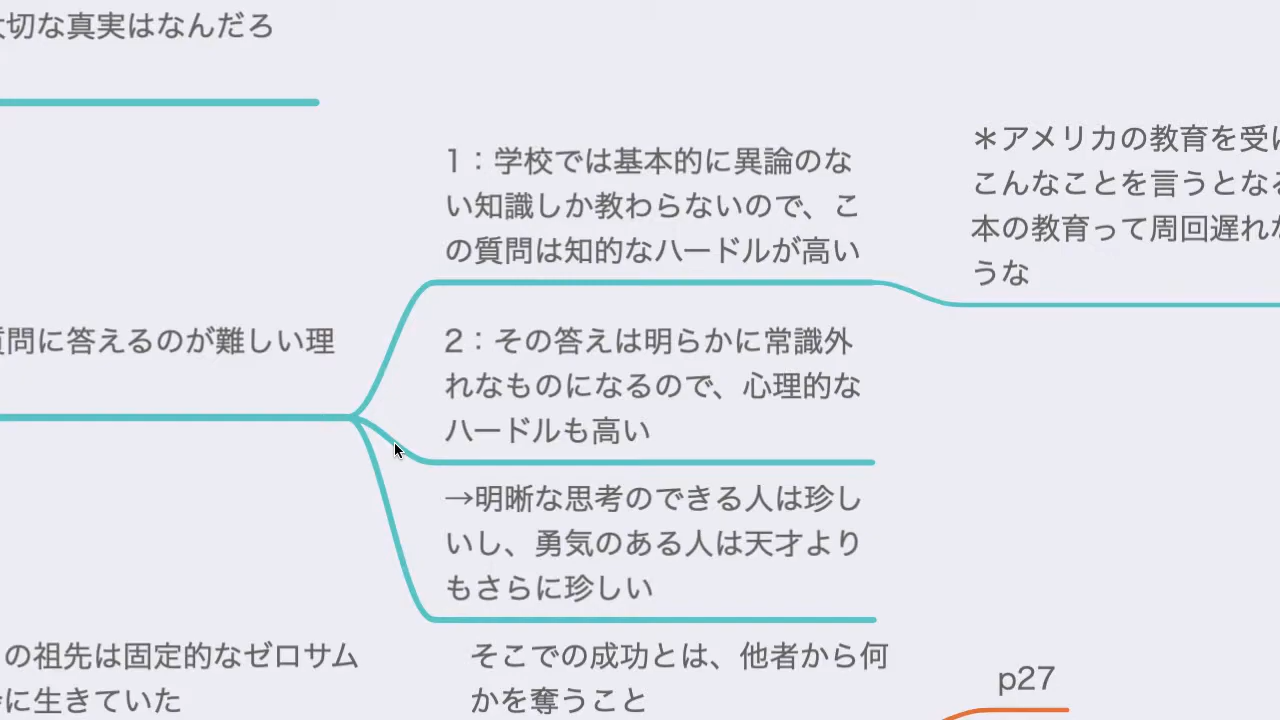 切な真実はなんだろ
1：学校では基本的に異論のな
い知識しか教わらないので、こ
の質問は知的なハードルが高い
＊アメリカの教育を受け
こんなことを言うとなる
本の教育って周回遅れな
うな
質問に答えるのが難しい理
2：その答えは明らかに常識外
れなものになるので、心理的な
ハードルも高い
→明晰な思考のできる人は珍し
いし、勇気のある人は天才より
もさらに珍しい
の祖先は固定的なゼロサム
に生きていた
そこでの成功とは、他者から何
かを奪うこと
p27